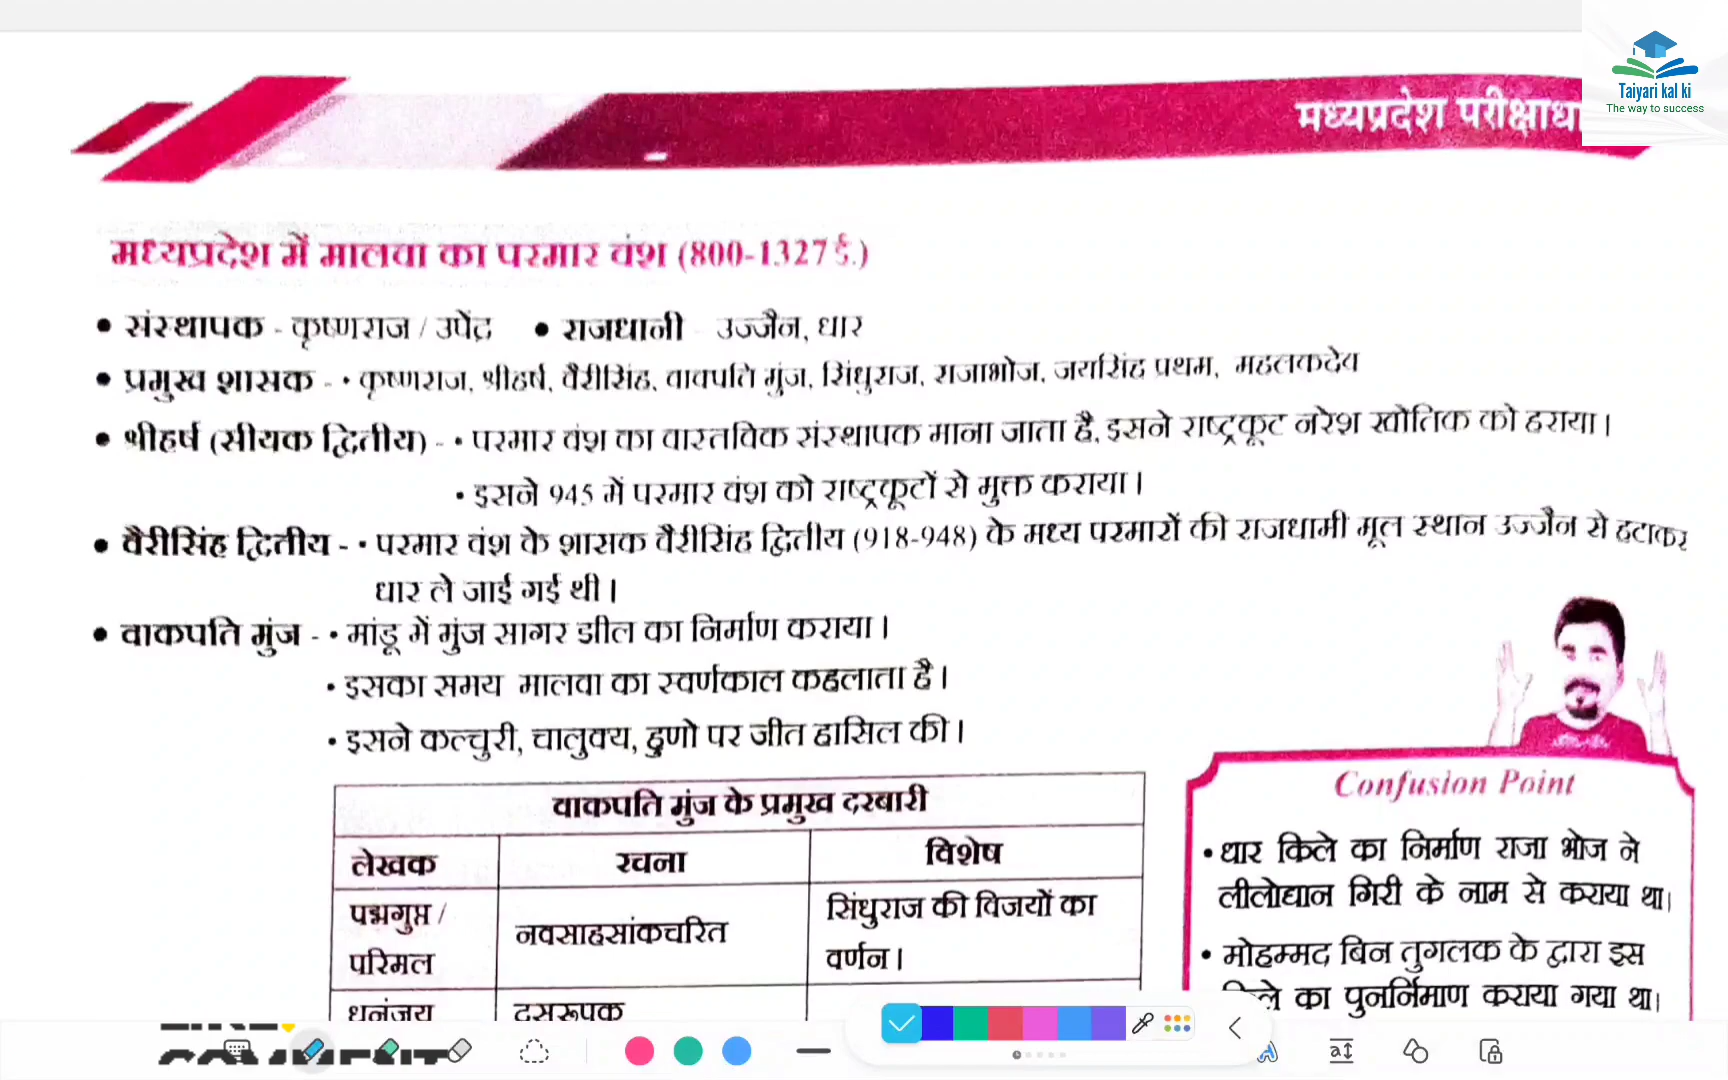 Taiyari kal ki
The way to success
मध्यप्रदेश परीक्षाधा
मध्यप्रदेश में मालवा का परमार वंश (800-1327ई.)
• संस्थापक - कृष्णराज / उपेंद्र • राजधानी - उज्जैन, धार
• प्रमुख शासक - • कृष्णराज, श्रीहर्ष, वैरीसिंह, वाक्पति मुंज, सिंधुराज, राजाभोज, जयसिंह प्रथम, महलकदेव
• श्रीहर्ष (सीयक द्वितीय) - • परमार वंश का वास्तविक संस्थापक माना जाता है, इसने राष्ट्रकूट नरेश खोतिक को हराया।
• इसने 945 में परमार वंश को राष्ट्रकूटों से मुक्त कराया।
• वैरीसिंह द्वितीय - • परमार वंश के शासक वैरीसिंह द्वितीय (918-948) के मध्य परमारों की राजधामी मूल स्थान उज्जैन से हटाकर
धार ले जाई गई थी।
• वाकपति मुंज - • मांडू में मुंज सागर झील का निर्माण कराया।
• इसका समय मालवा का स्वर्णकाल कहलाता है।
• इसने कल्चुरी, चालुक्य, हुणो पर जीत हासिल की।
वाकपति मुंज के प्रमुख दरबारी
लेखक रचना विशेष
पद्मगुप्त / परिमल नवसाहसांकचरित सिंधुराज की विजयों का वर्णन।
धनंजय दसरूपक
Confusion Point
• धार किले का निर्माण राजा भोज ने
लीलोद्यान गिरी के नाम से कराया था।
• मोहम्मद बिन तुगलक के द्वारा इस
किले का पुनर्निमाण कराया गया था।